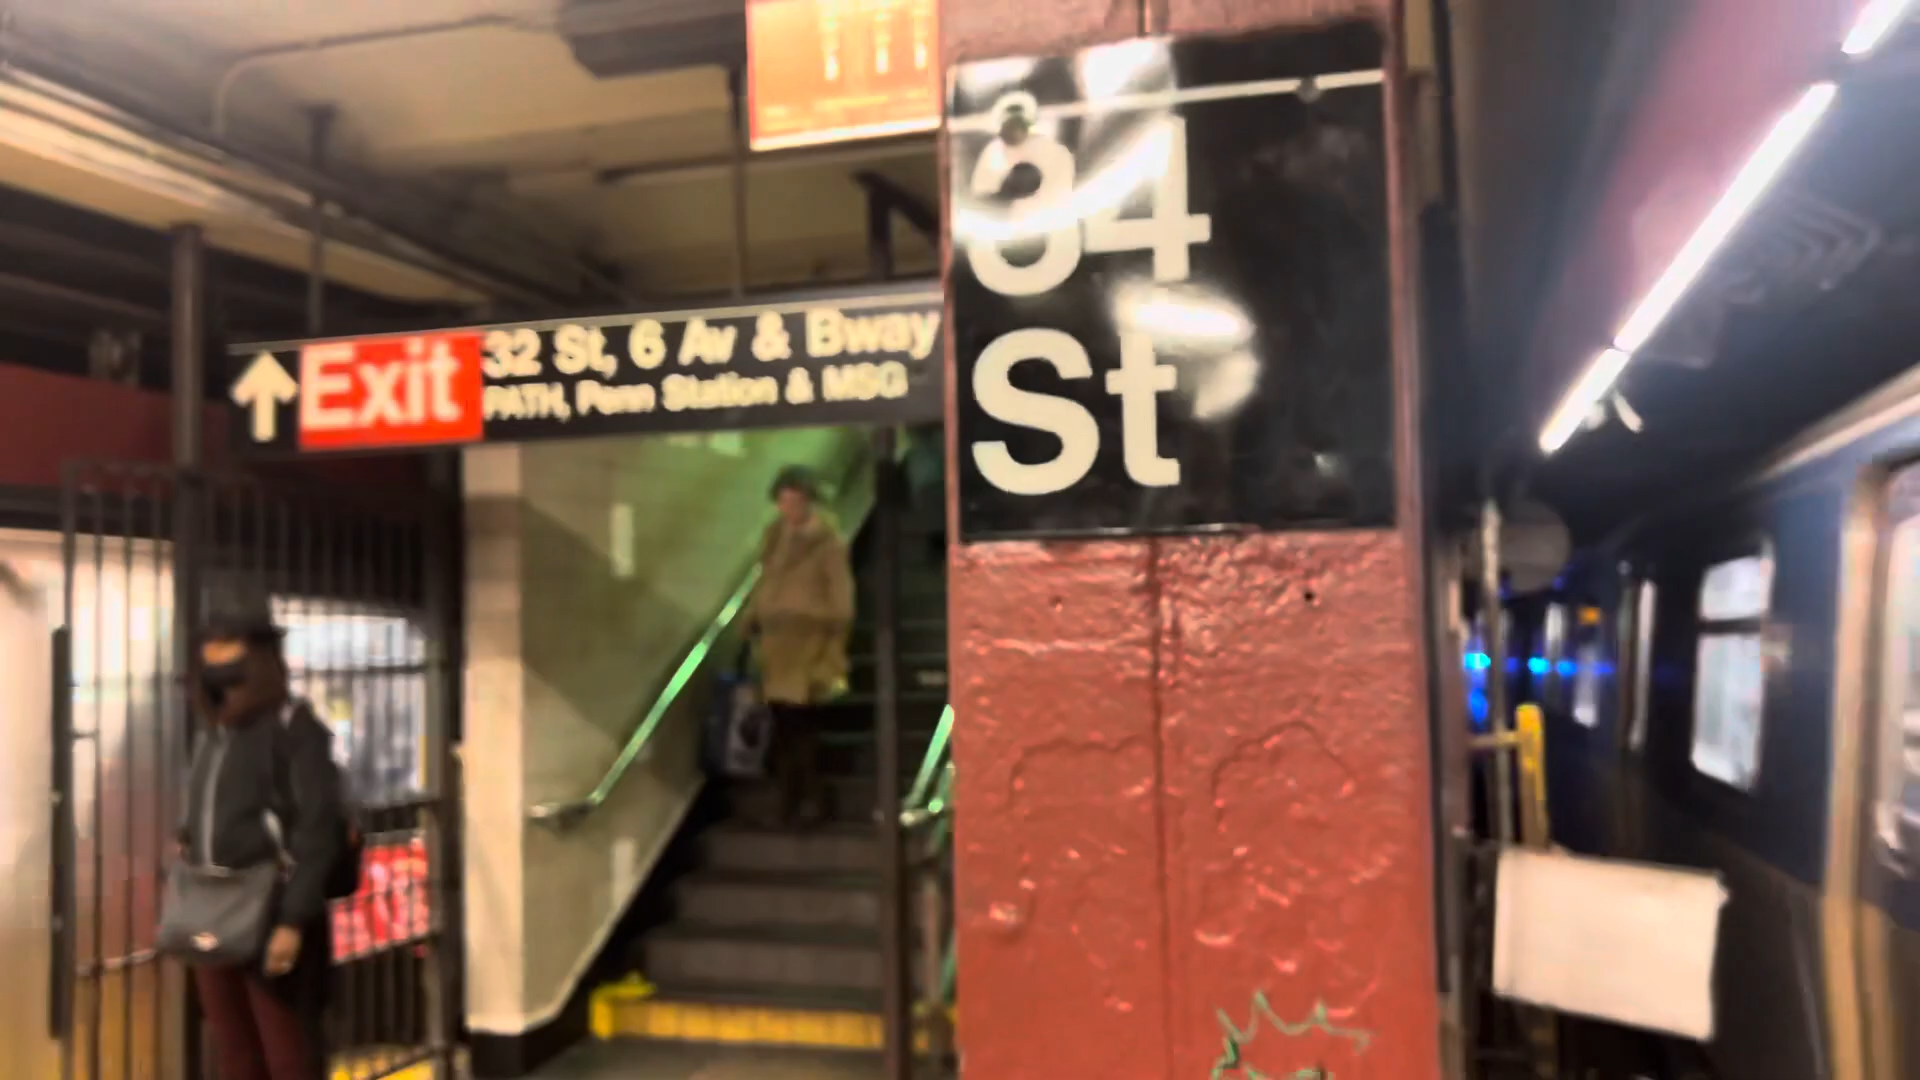 Exit
32 St, 6 Av & Bway
PATH, Penn Station & MSG
34
St